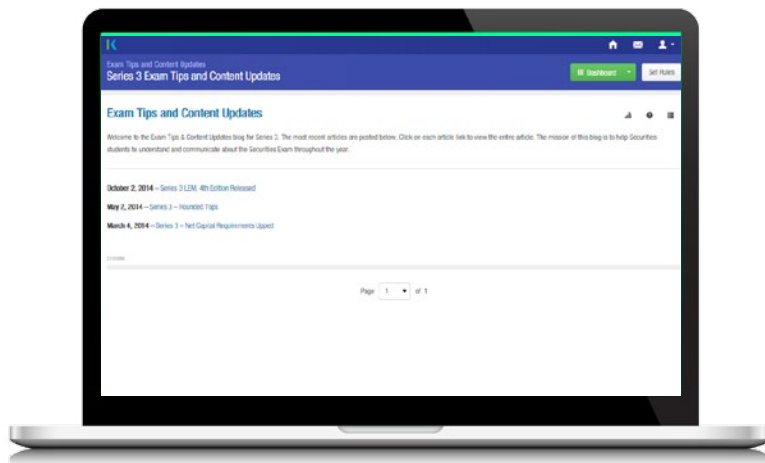 Exam Tips and Content Updates
Series 3 Exam Tips and Content Updates
Dashboard
Set Rules
Exam Tips and Content Updates
Welcome to the Exam Tips & Content Updates blog for Series 3. The most recent articles are posted below. Click on each article link to view the entire article. The mission of this blog is to help Securities
students to understand and communicate about the Securities Exam throughout the year.
October 2, 2014 – Series 3 LEM, 4th Edition Released
May 2, 2014 – Series 3 – Rounded Tops
March 4, 2014 – Series 3 – Net Capital Requirements Upped
Page 1 of 1